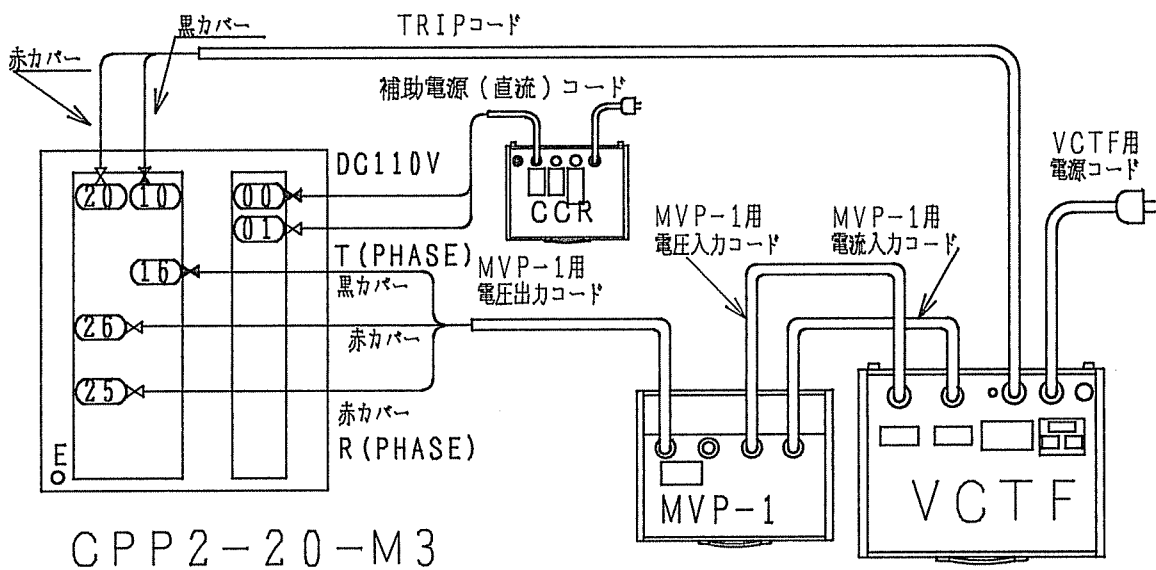 黒カバー
TRIPコード
赤カバー
補助電源(直流)コード
DC110V
VCTF用
電源コード
20
10
00
01
CCR
MVP-1用
電圧入力コード
MVP-1用
電流入力コード
T(PHASE)
黒カバー
16
MVP-1用
電圧出力コード
26
赤カバー
25
赤カバー
R(PHASE)
E
MVP-1
VCTF
CPP2-20-M3